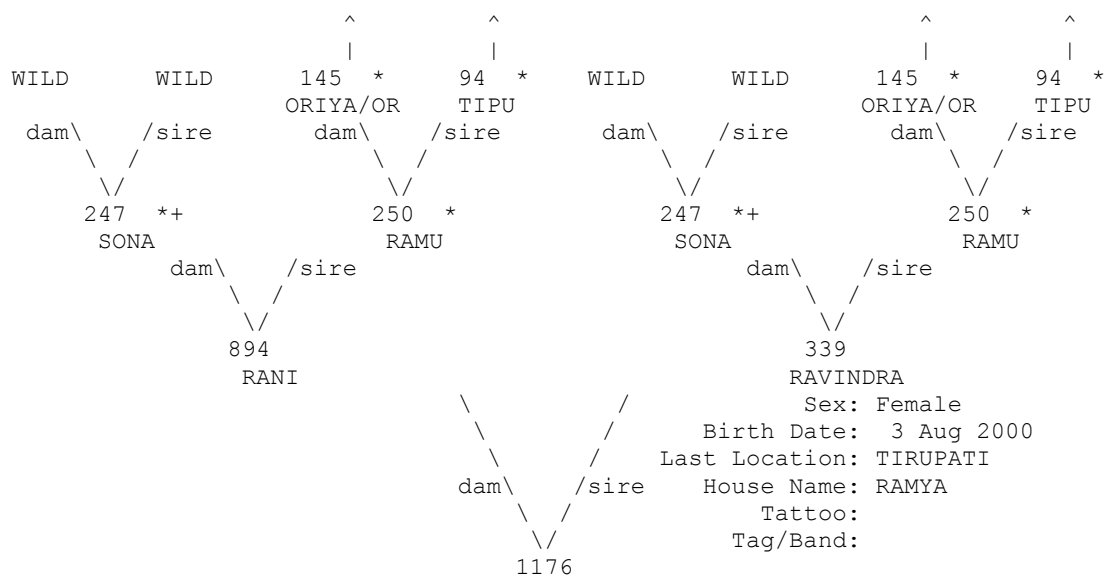 ^ ^ ^ ^
| | | |
WILD WILD 145 * 94 * WILD WILD 145 * 94 *
ORIYA/OR TIPU ORIYA/OR TIPU
dam\ /sire dam\ /sire dam\ /sire dam\ /sire
\ / \ / \ / \ /
\/ \/ \/ \/
247 *+ 250 * 247 *+ 250 *
SONA RAMU SONA RAMU
dam\ /sire dam\ /sire
\ / \ /
\/ \/
894 339
RANI RAVINDRA
\ / Sex: Female
\ / Birth Date: 3 Aug 2000
\ / Last Location: TIRUPATI
dam\ /sire House Name: RAMYA
\ / Tattoo:
\/ Tag/Band:
1176